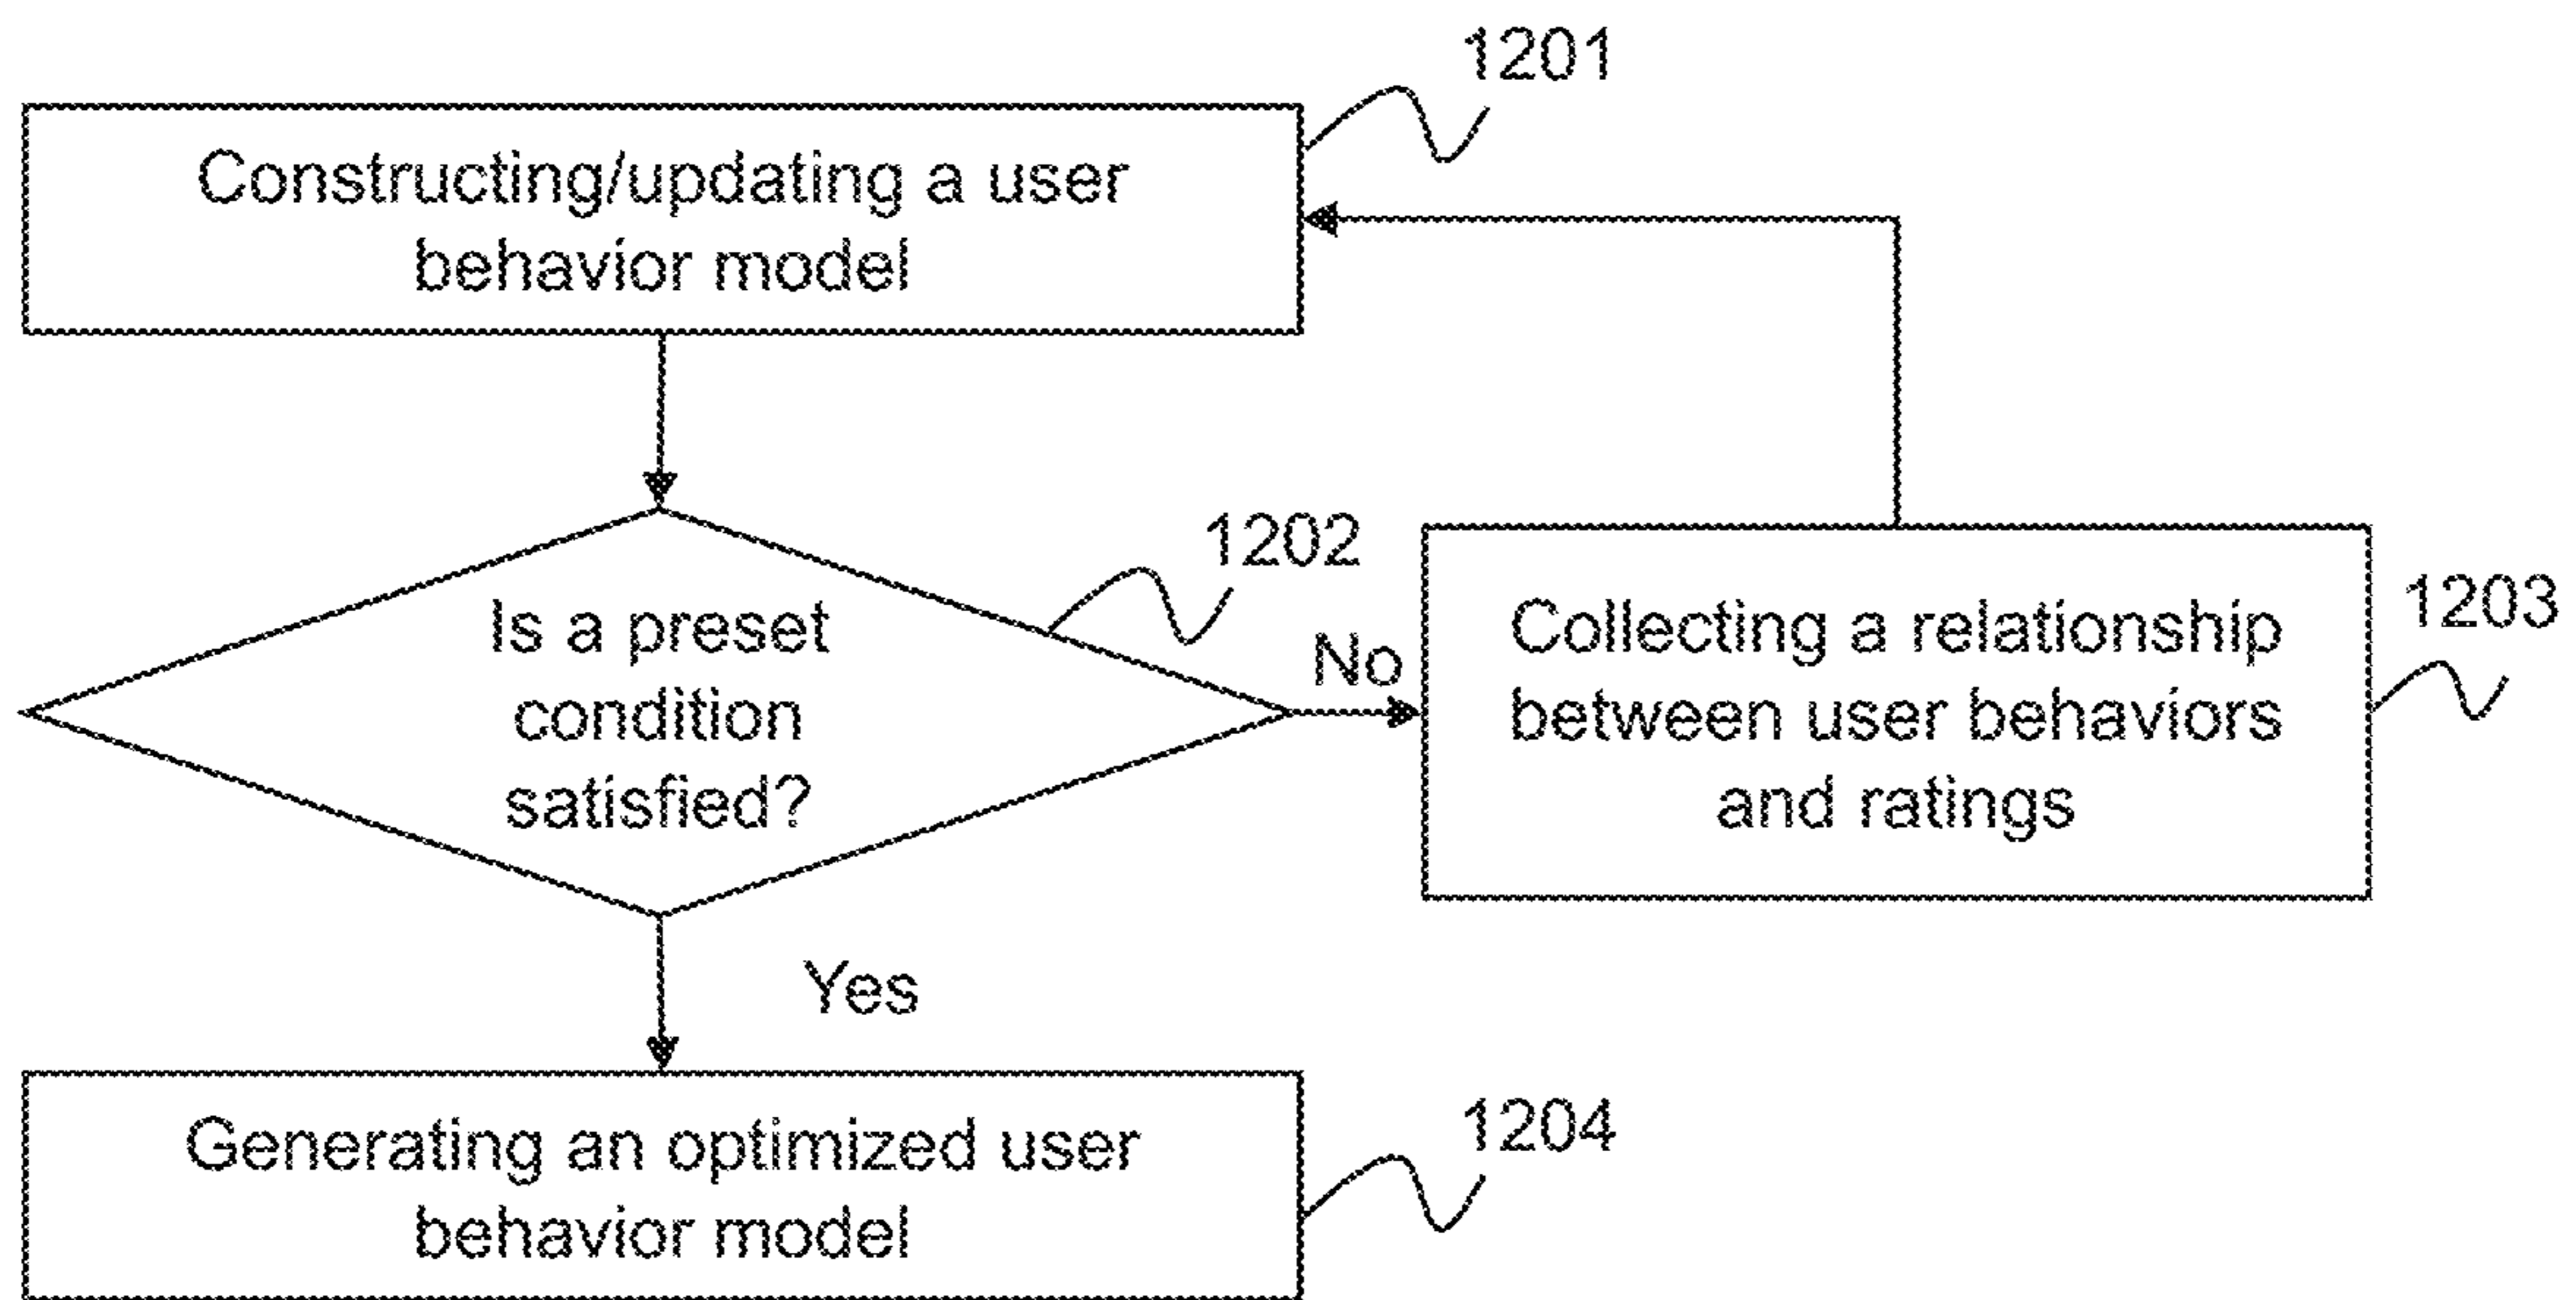 1201
Constructing/updating a user
behavior model
1202
Is a preset
condition
satisfied?
No
Collecting a relationship
between user behaviors
and ratings
1203
Yes
Generating an optimized user
behavior model
1204